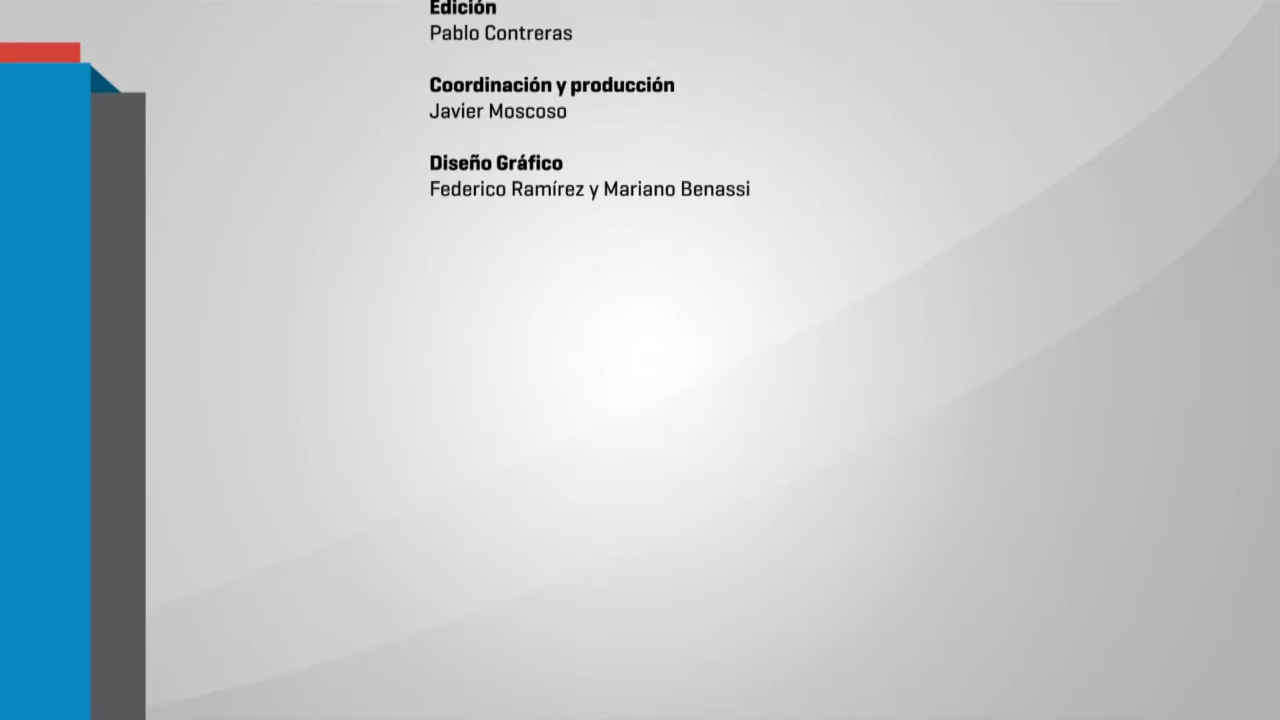 Edición
Pablo Contreras
Coordinación y producción
Javier Moscoso
Diseño Gráfico
Federico Ramírez y Mariano Benassi